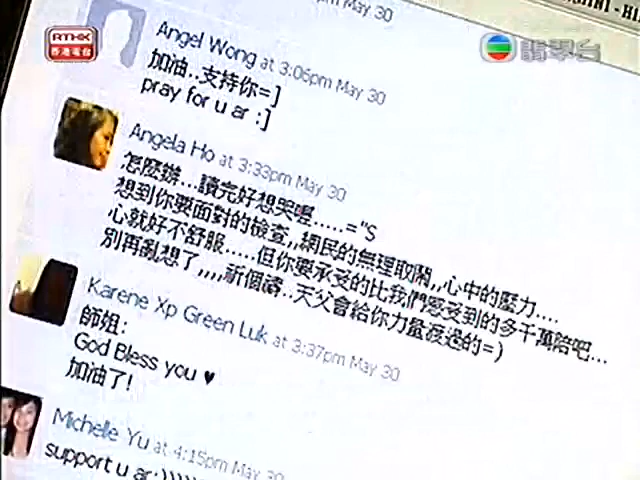 pm May 30
RTHK
香港電台
翡翠台
Angel Wong at 3:06pm May 30
加油..支持你=]
pray for u ar :]
Angela Ho at 3:33pm May 30
怎麼辦...讀完好想哭喔.....="S
想到你要面對的檢查,,網民的無理取鬧,,心中的壓力....
心就好不舒服.....但你要承受的比我們感受到的多千萬陪吧...
別再亂想了,,,,祈個禱..天父會給你力量渡過的=)
Karene Xp Green Luk at 3:37pm May 30
師姐:
God Bless you ♥
加油了!
Michelle Yu at 4:15pm May 30
support u ar:)))))